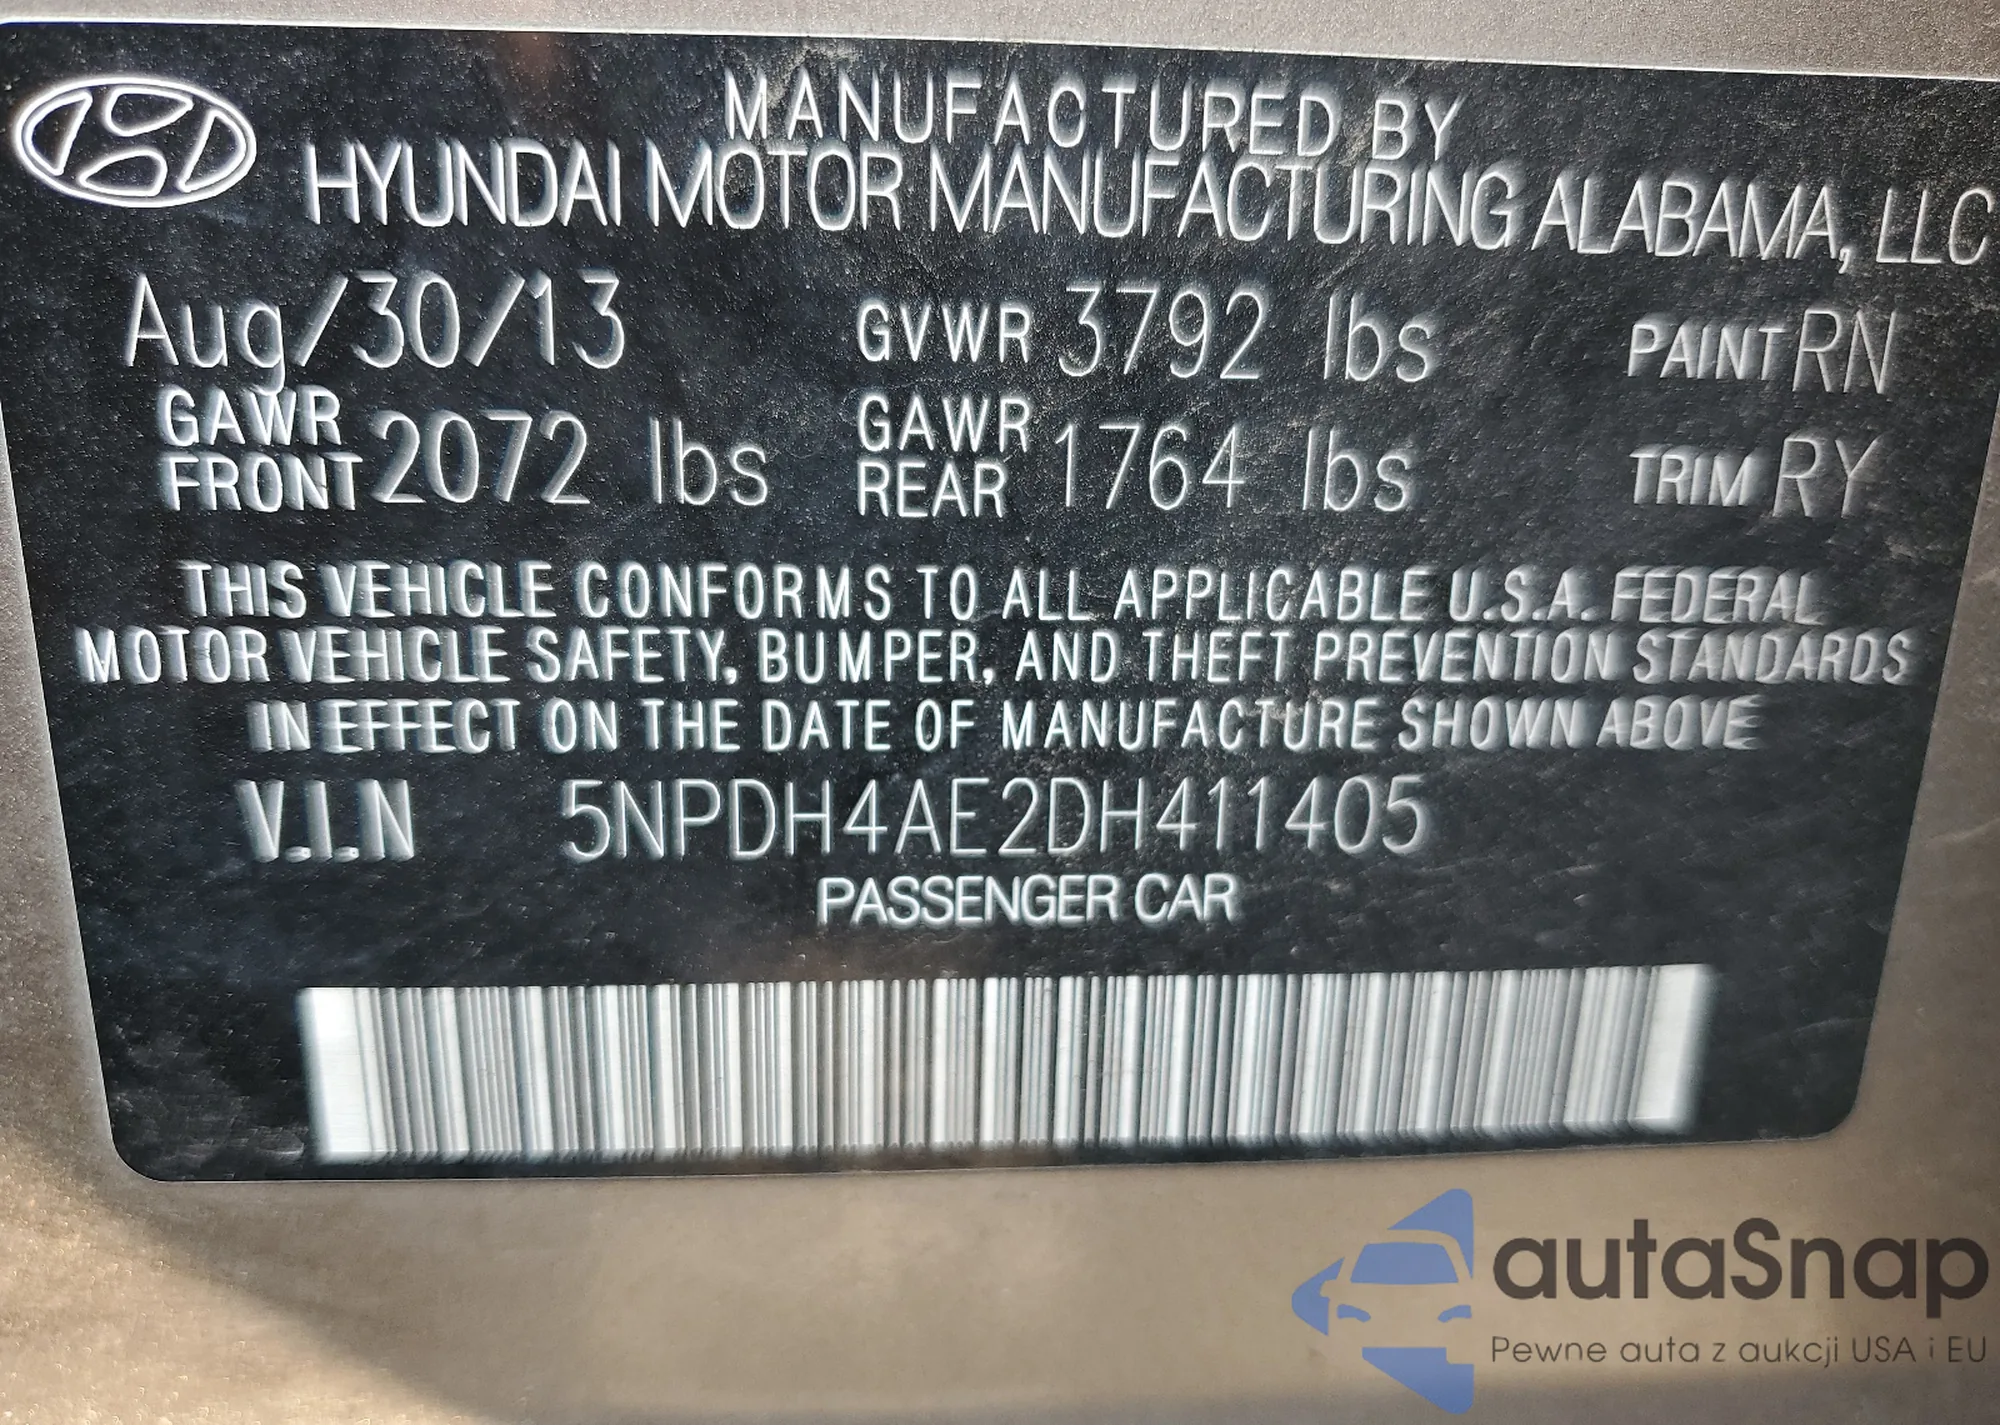 MANUFACTURED BY
HYUNDAI MOTOR MANUFACTURING ALABAMA, LLC
Aug/30/13 GVWR 3792 lbs PAINT RN
GAWR FRONT 2072 lbs GAWR REAR 1764 lbs TRIM RY
THIS VEHICLE CONFORMS TO ALL APPLICABLE U.S.A. FEDERAL
MOTOR VEHICLE SAFETY, BUMPER, AND THEFT PREVENTION STANDARDS
IN EFFECT ON THE DATE OF MANUFACTURE SHOWN ABOVE
V.I.N 5NPDH4AE2DH411405
PASSENGER CAR
autaSnap
Pewne auta z aukcji USA i EU